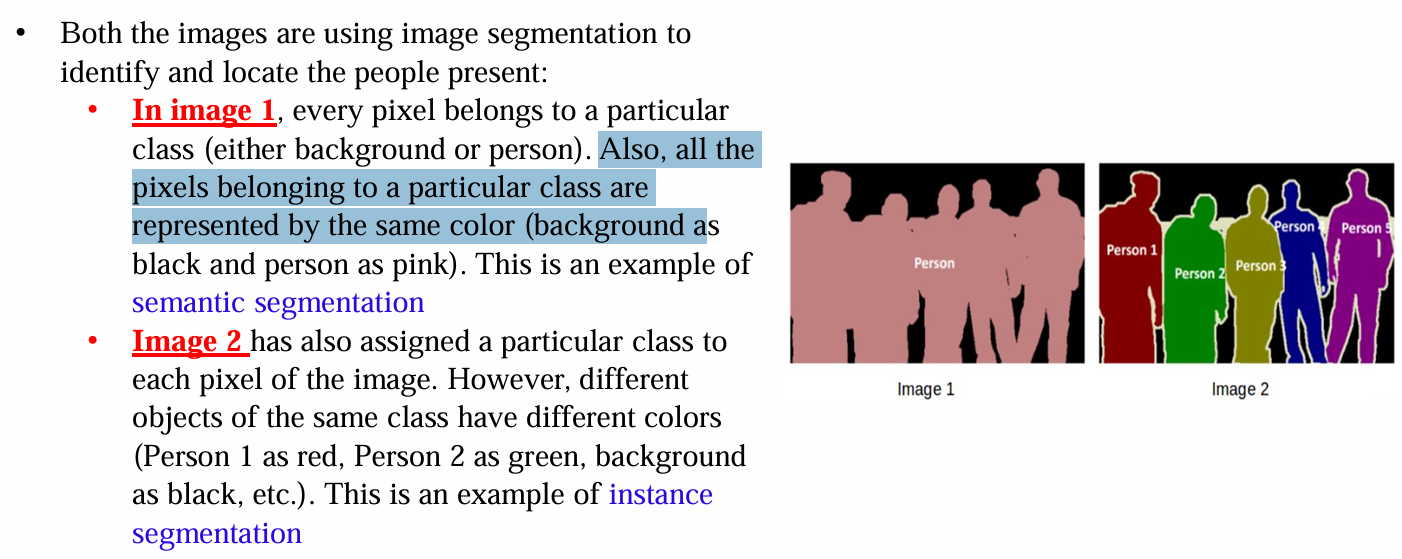 • Both the images are using image segmentation to
identify and locate the people present:
• In image 1, every pixel belongs to a particular
class (either background or person). Also, all the
pixels belonging to a particular class are
represented by the same color (background as
black and person as pink). This is an example of
semantic segmentation
• Image 2 has also assigned a particular class to
each pixel of the image. However, different
objects of the same class have different colors
(Person 1 as red, Person 2 as green, background
as black, etc.). This is an example of instance
segmentation
Person
Image 1
Person 1
Person 2
Person 3
Person 4
Person 5
Image 2